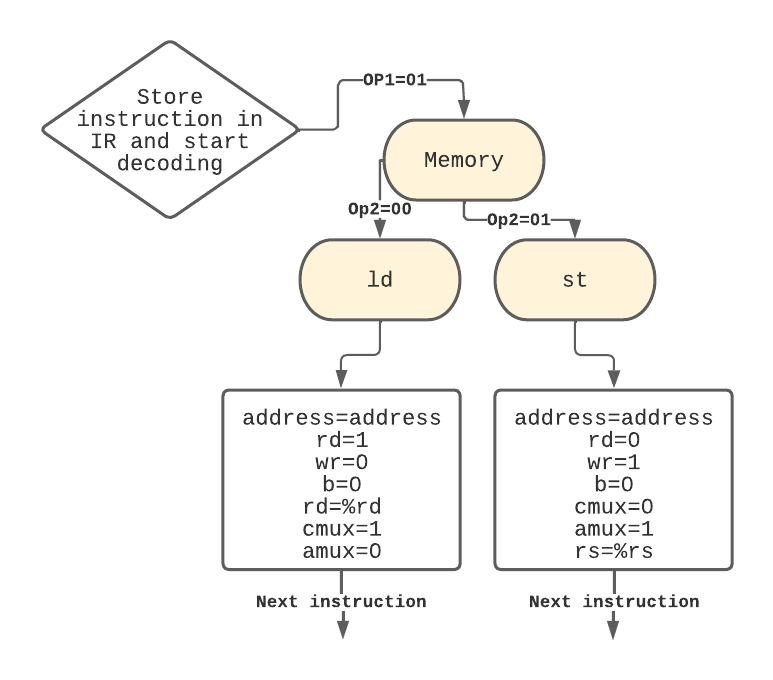 Store
instruction in
IR and start
decoding
OP1=01
Memory
Op2=00
Op2=01
ld
st
address=address
rd=1
wr=0
b=0
rd=%rd
cmux=1
amux=0
address=address
rd=0
wr=1
b=0
cmux=0
amux=1
rs=%rs
Next instruction
Next instruction